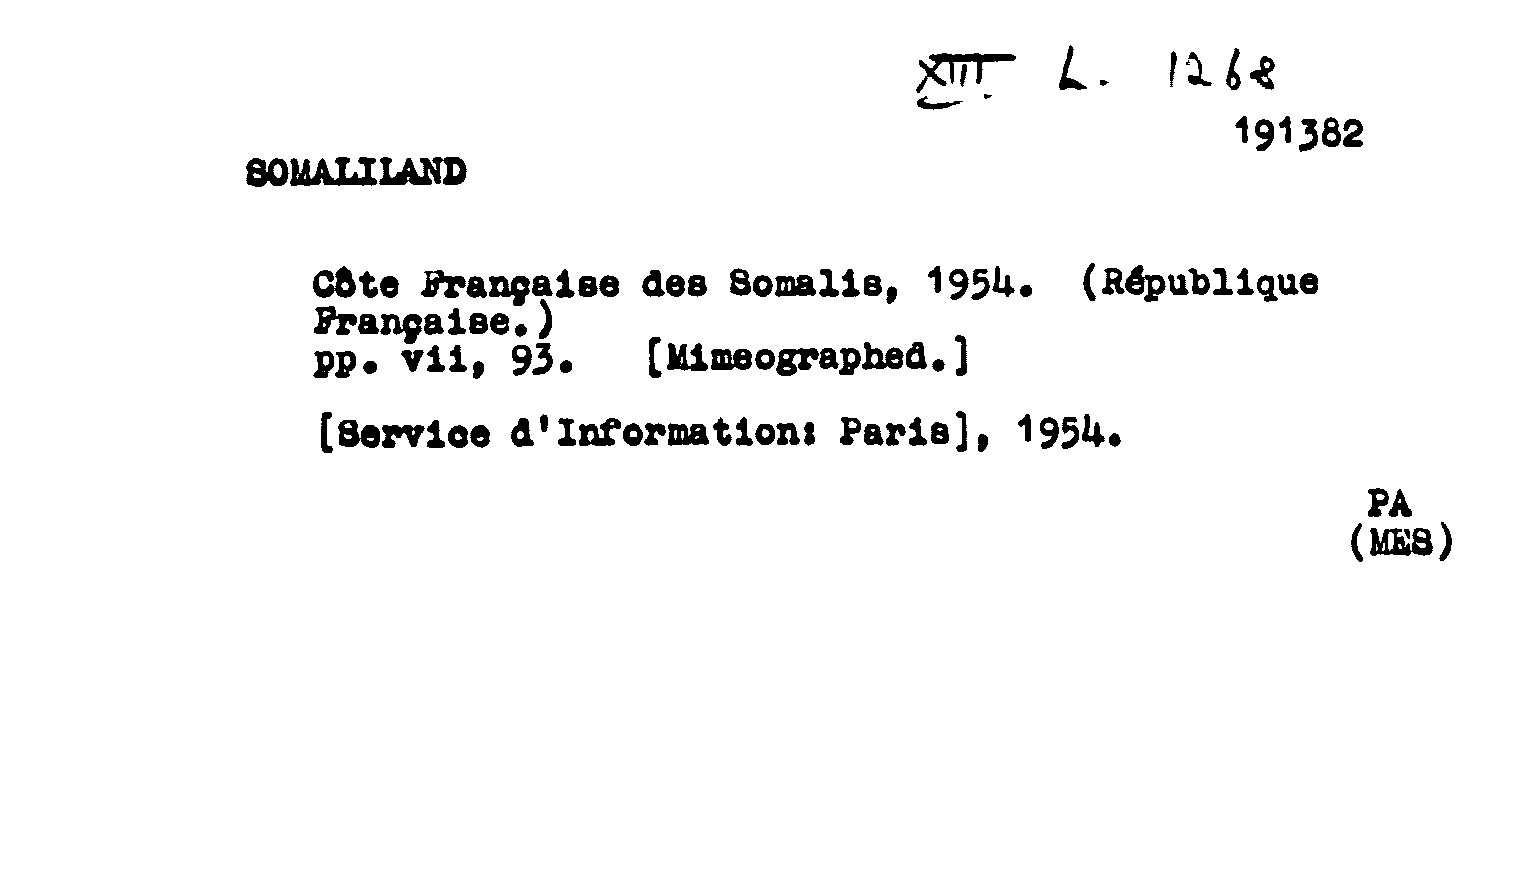 XIII L. 1268
191382
SOMALILAND
Côte Française des Somalis, 1954. (République
Française.)
pp. vii, 93. [Mimeographed.]
[Service d'Information: Paris], 1954.
PA
(MES)